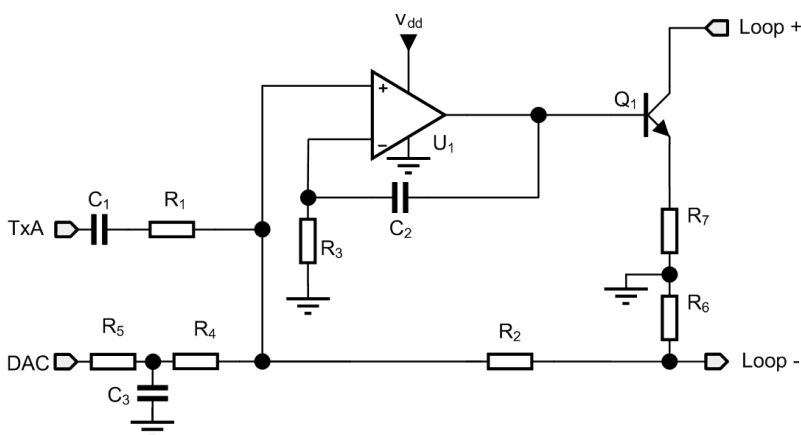 Vdd
Loop +
Q1
+
U1
−
C1
R1
C2
TxA
R3
R7
R6
R5
R4
R2
DAC
Loop -
C3